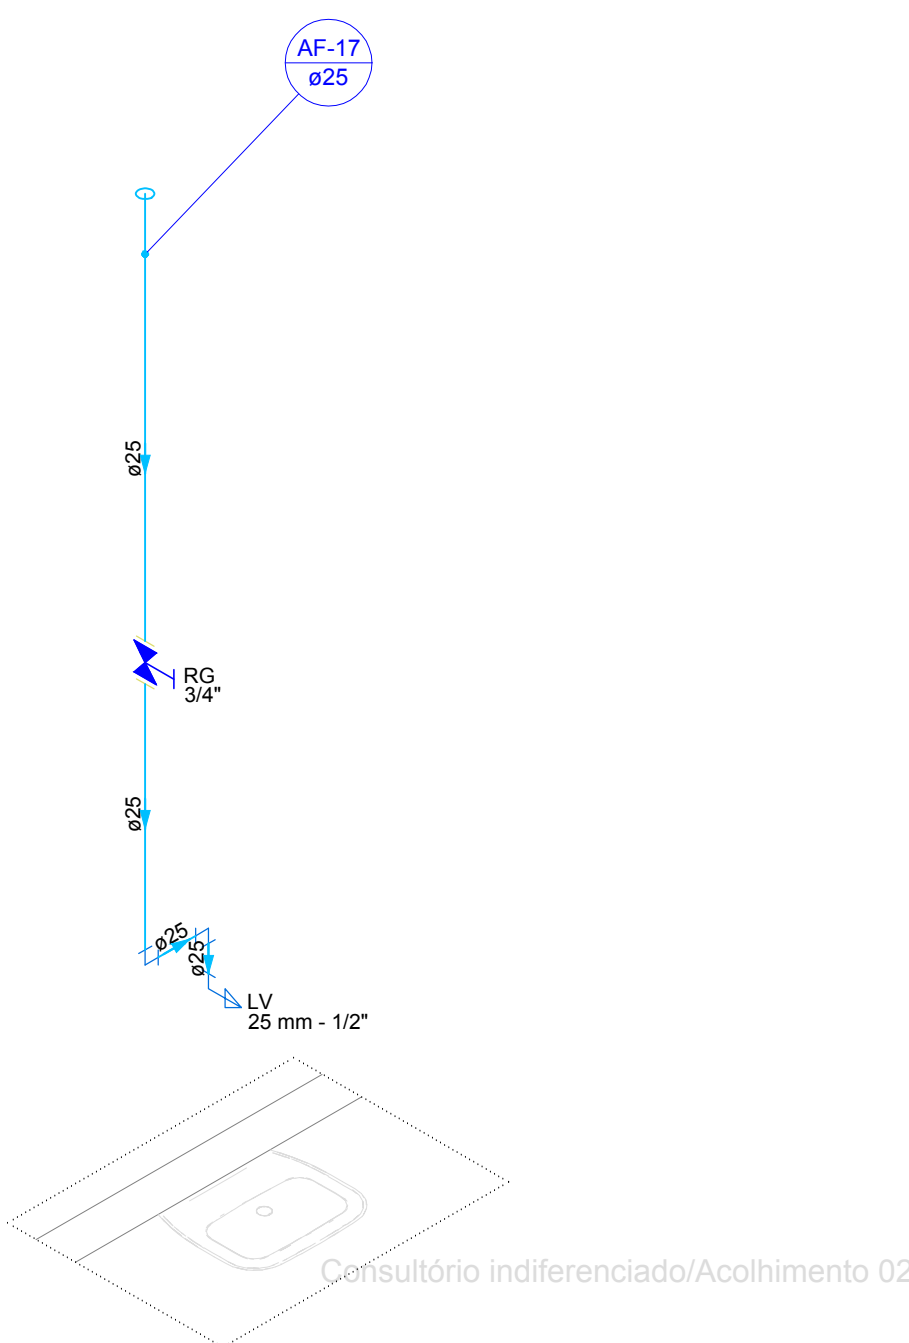 AF-17
ø25
ø25
RG
3/4"
ø25
ø25
ø25
LV
25 mm - 1/2"
Consultório indiferenciado/Acolhimento 02